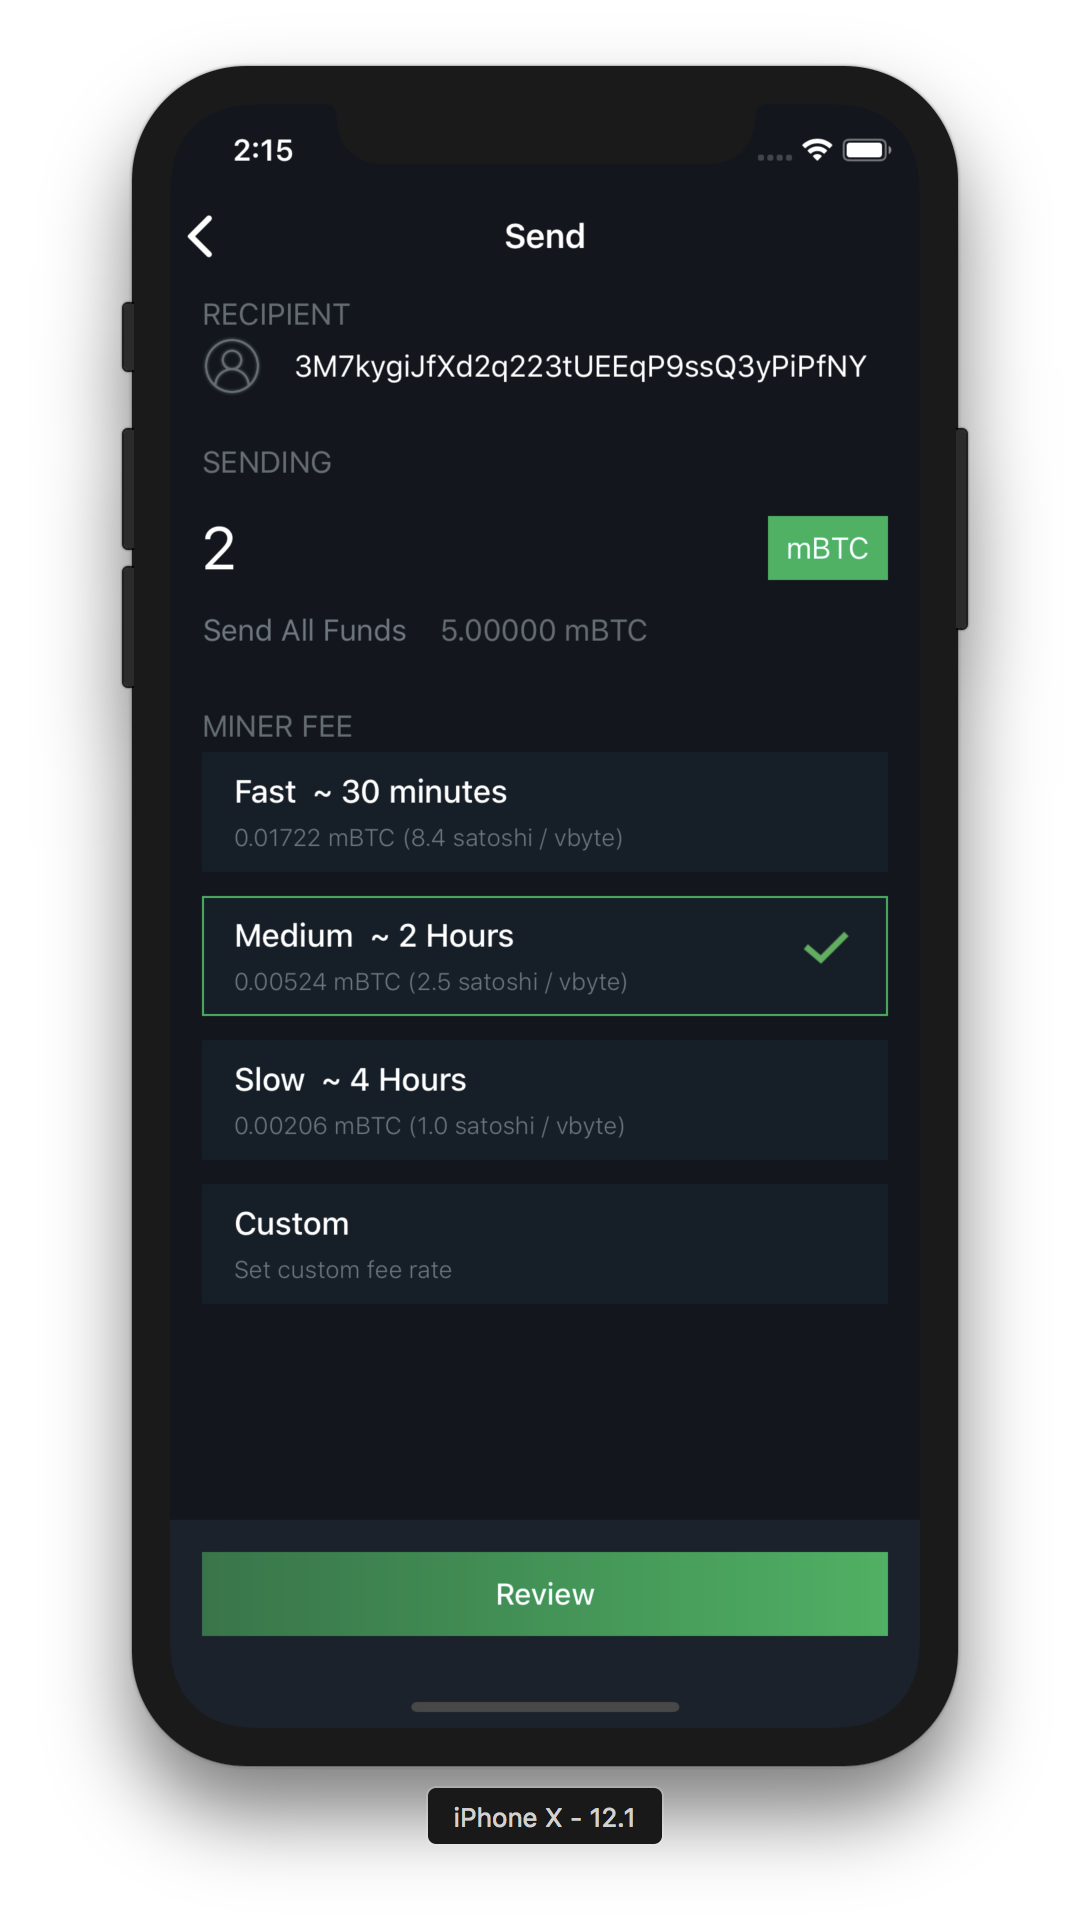 2:15
Send
RECIPIENT
3M7kygiJfXd2q223tUEEqP9ssQ3yPiPfNY
SENDING
2 mBTC
Send All Funds 5.00000 mBTC
MINER FEE
Fast ~ 30 minutes
0.01722 mBTC (8.4 satoshi / vbyte)
Medium ~ 2 Hours
0.00524 mBTC (2.5 satoshi / vbyte)
Slow ~ 4 Hours
0.00206 mBTC (1.0 satoshi / vbyte)
Custom
Set custom fee rate
Review
iPhone X - 12.1